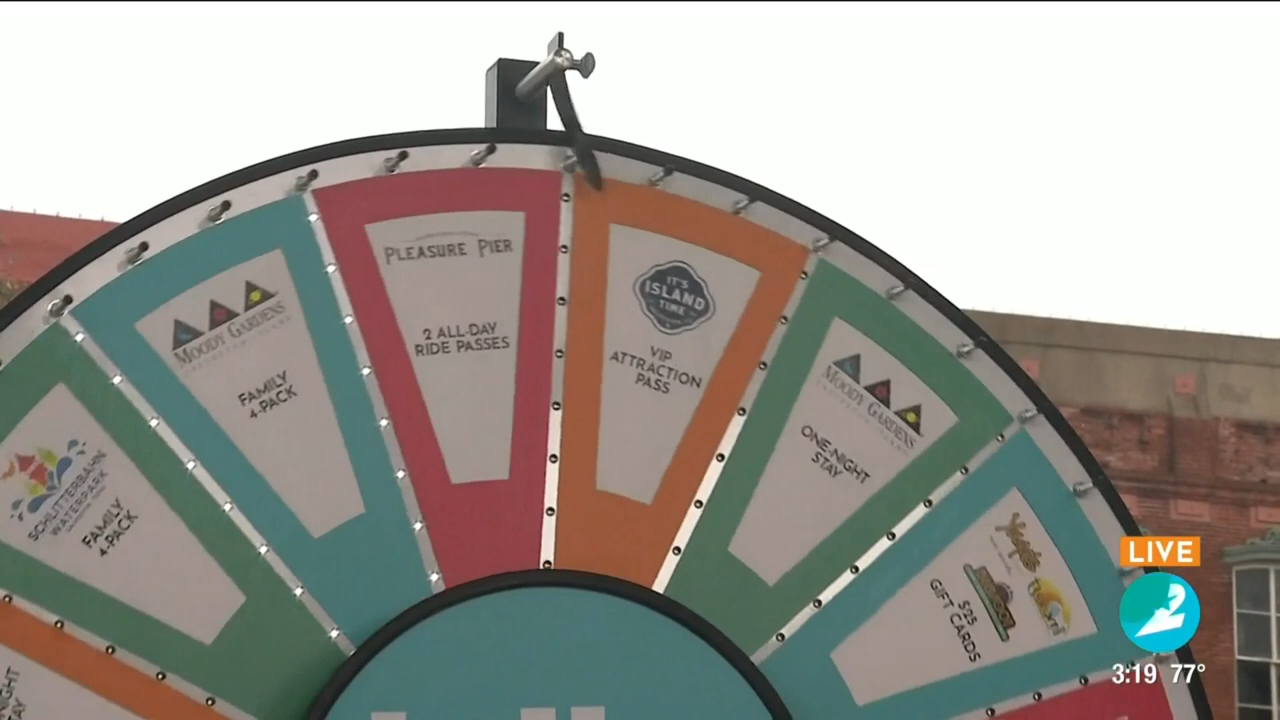 PLEASURE PIER
2 ALL-DAY
RIDE PASSES
IT'S
ISLAND
TIME
VIP
ATTRACTION
PASS
MOODY GARDENS
FAMILY
4-PACK
MOODY GARDENS
ONE-NIGHT
STAY
SCHLITTERBAHN
WATERPARK
FAMILY
4-PACK
$25
GIFT CARDS
LIVE
2
3:19 77°